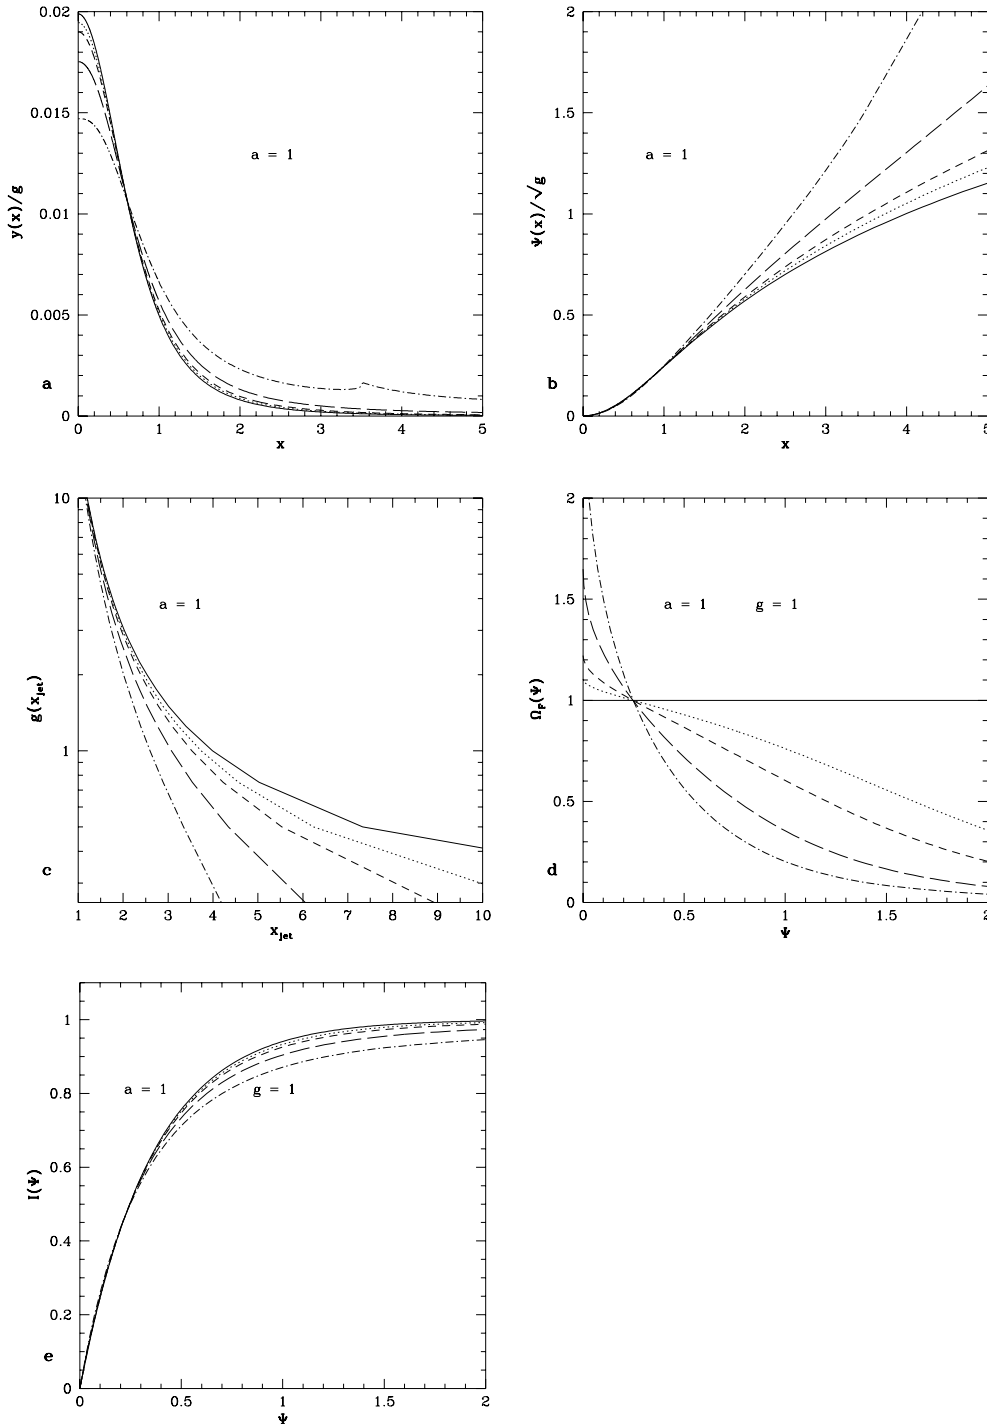 0.02
0.015
0.01
0.005
0
y(x)/g
a = 1
a
0 1 2 3 4 5
x
2
1.5
1
0.5
0
Ψ(x)/√g
a = 1
b
0 1 2 3 4 5
x
10
1
g(x_jet)
a = 1
c
1 2 3 4 5 6 7 8 9 10
x_jet
2
1.5
1
0.5
0
Ω_F(Ψ)
a = 1 g = 1
d
0 0.5 1 1.5 2
Ψ
1
0.8
0.6
0.4
0.2
0
I(Ψ)
a = 1 g = 1
e
0 0.5 1 1.5 2
Ψ